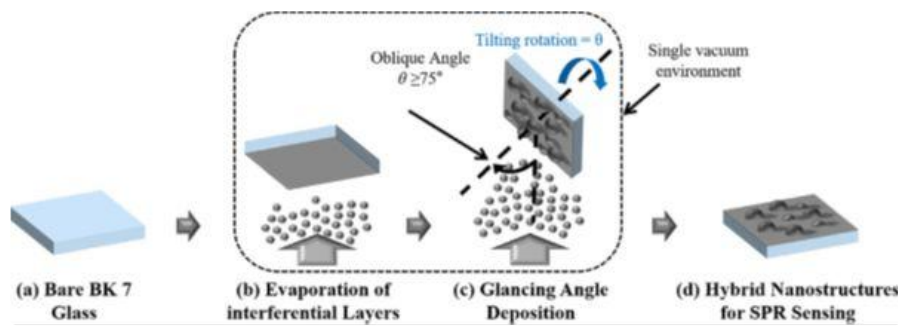 Tilting rotation = θ
Oblique Angle
θ ≥75°
Single vacuum
environment
(a) Bare BK 7
Glass
(b) Evaporation of
interferential Layers
(c) Glancing Angle
Deposition
(d) Hybrid Nanostructures
for SPR Sensing